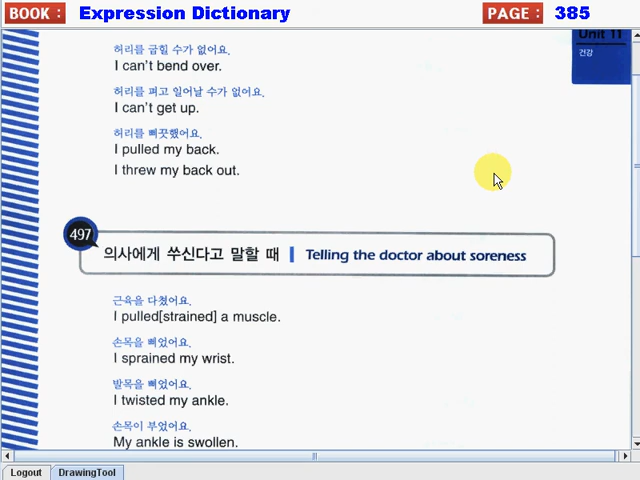 BOOK : Expression Dictionary PAGE : 385
Unit 11
건강
허리를 굽힐 수가 없어요.
I can't bend over.
허리를 펴고 일어날 수가 없어요.
I can't get up.
허리를 삐끗했어요.
I pulled my back.
I threw my back out.
497 의사에게 쑤신다고 말할 때 | Telling the doctor about soreness
근육을 다쳤어요.
I pulled[strained] a muscle.
손목을 삐었어요.
I sprained my wrist.
발목을 삐었어요.
I twisted my ankle.
손목이 부었어요.
My ankle is swollen.
Logout DrawingTool